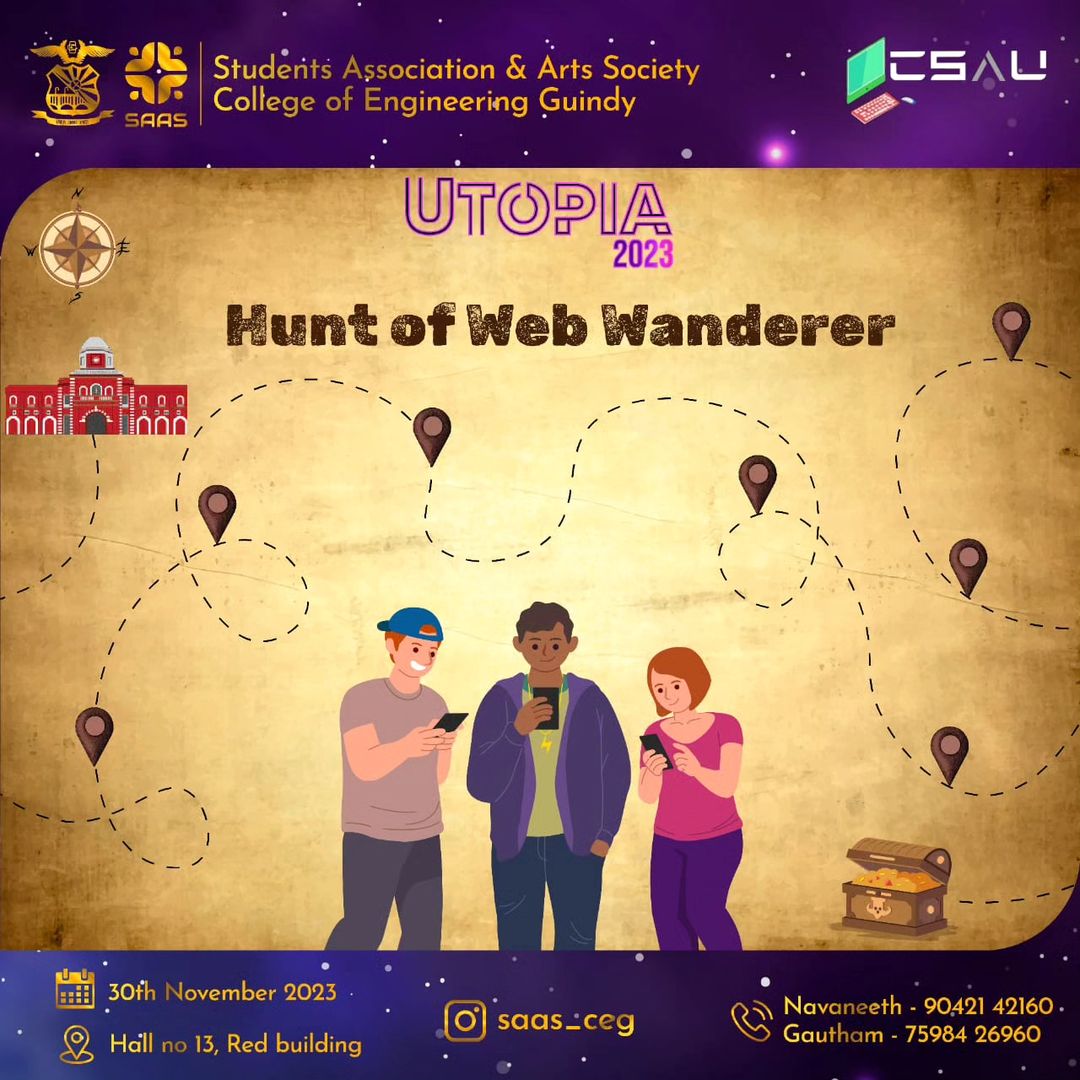 SAAS
Students Association & Arts Society
College of Engineering Guindy
CSAU
UTOPIA
2023
N
W
E
S
Hunt of Web Wanderer
30th November 2023
Hall no 13, Red building
saas_ceg
Navaneeth - 90421 42160
Gautham - 75984 26960